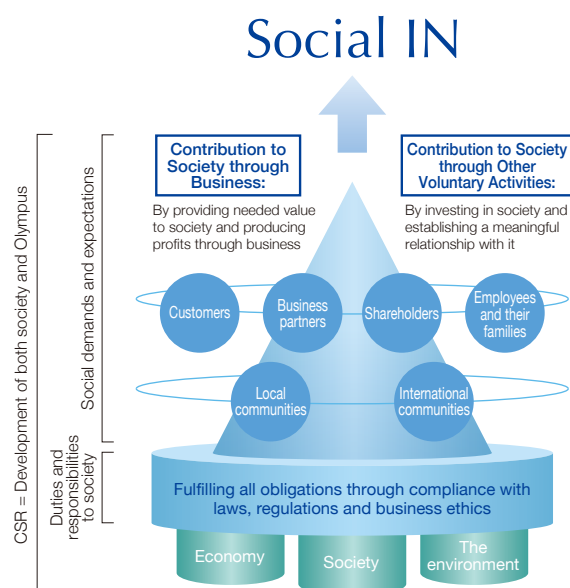 Social IN
Contribution to
Society through
Business:
By providing needed value
to society and producing
profits through business
Contribution to Society
through Other
Voluntary Activities:
By investing in society and
establishing a meaningful
relationship with it
CSR = Development of both society and Olympus
Social demands and expectations
Duties and
responsibilities
to society
Customers
Business
partners
Shareholders
Employees
and their
families
Local
communities
International
communities
Fulfilling all obligations through compliance with
laws, regulations and business ethics
Economy
Society
The
environment